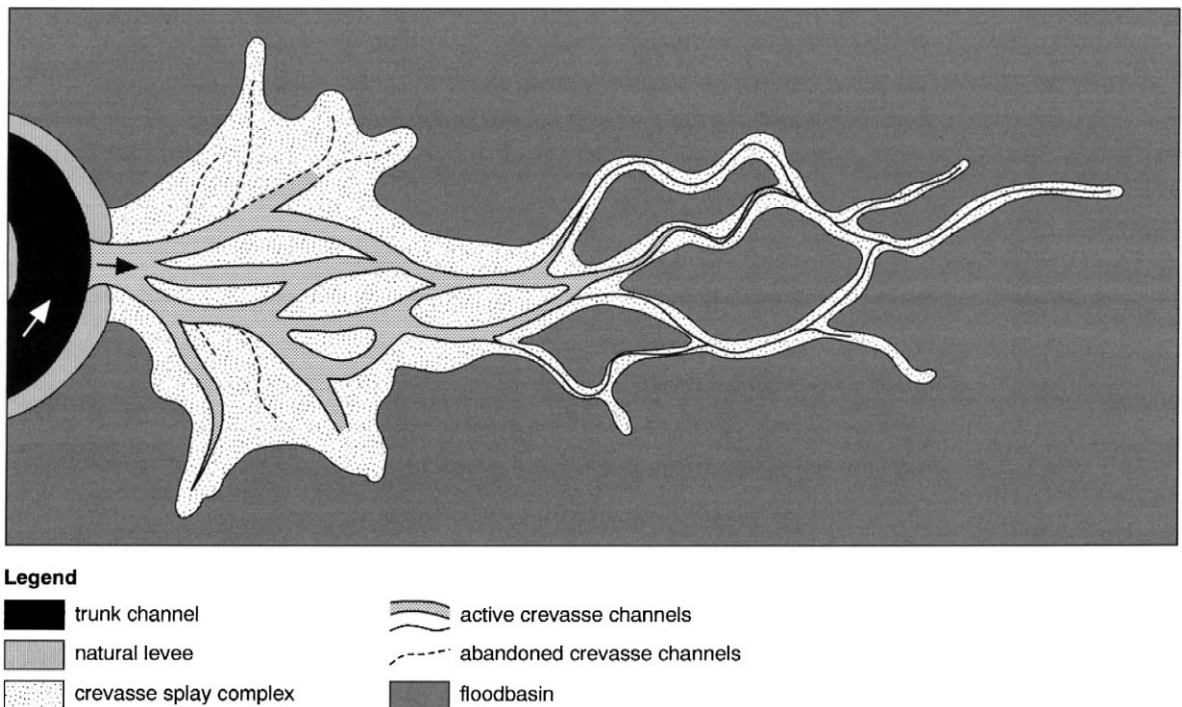 Legend
trunk channel
natural levee
crevasse splay complex
active crevasse channels
abandoned crevasse channels
floodbasin